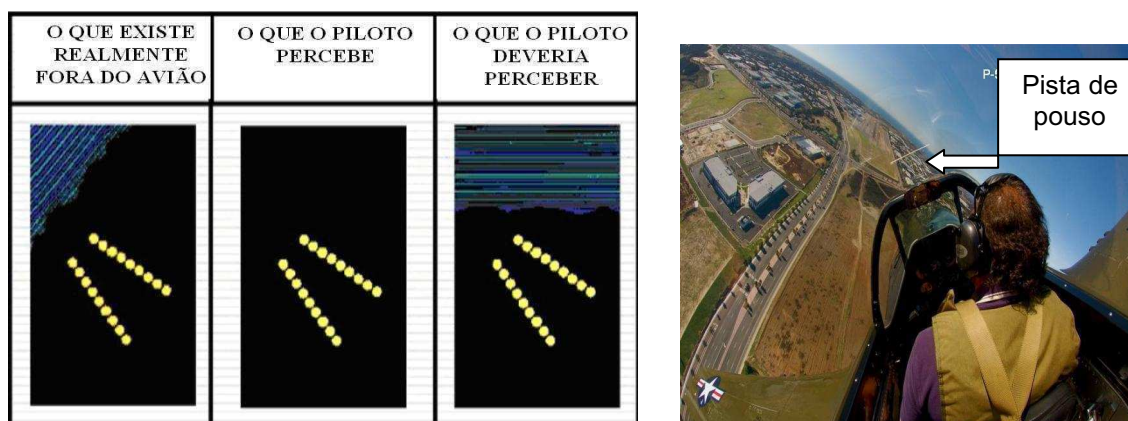 O QUE EXISTE
REALMENTE
FORA DO AVIÃO
O QUE O PILOTO
PERCEBE
O QUE O PILOTO
DEVERIA
PERCEBER
Pista de
pouso